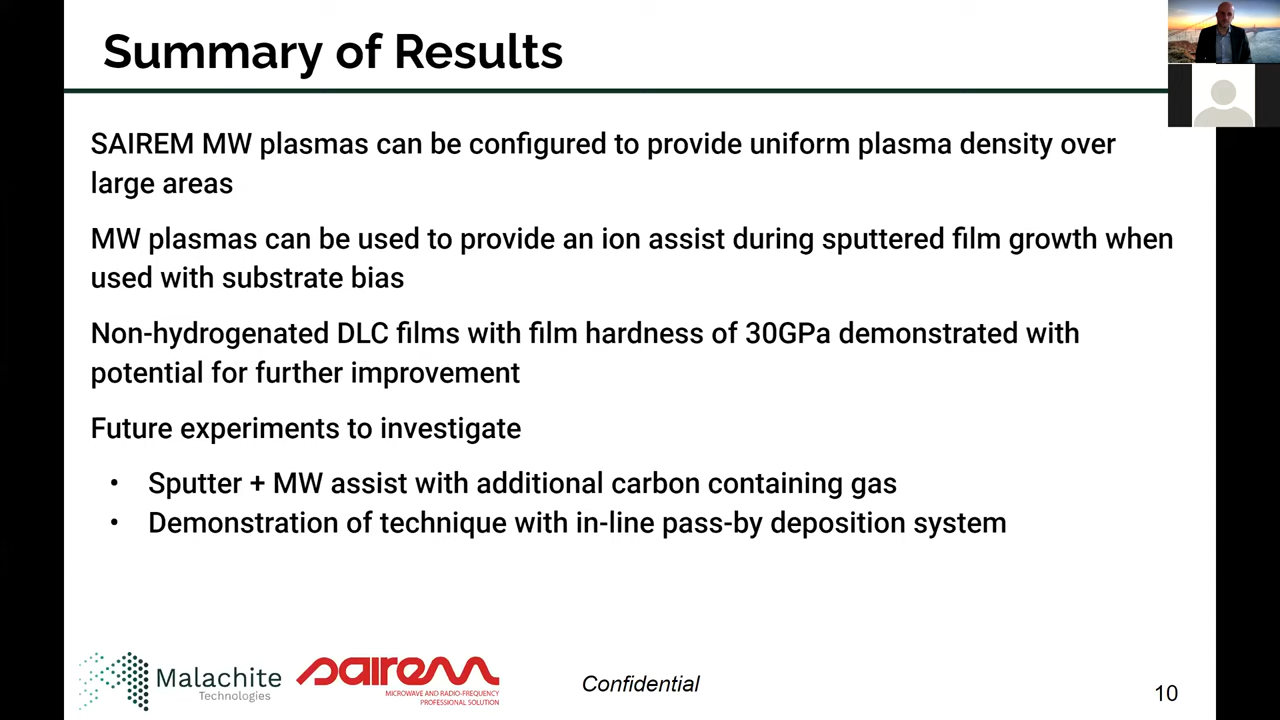 Summary of Results
SAIREM MW plasmas can be configured to provide uniform plasma density over
large areas
MW plasmas can be used to provide an ion assist during sputtered film growth when
used with substrate bias
Non-hydrogenated DLC films with film hardness of 30GPa demonstrated with
potential for further improvement
Future experiments to investigate
• Sputter + MW assist with additional carbon containing gas
• Demonstration of technique with in-line pass-by deposition system
Malachite
Technologies
sairem
MICROWAVE AND RADIO-FREQUENCY
PROFESSIONAL SOLUTION
Confidential
10